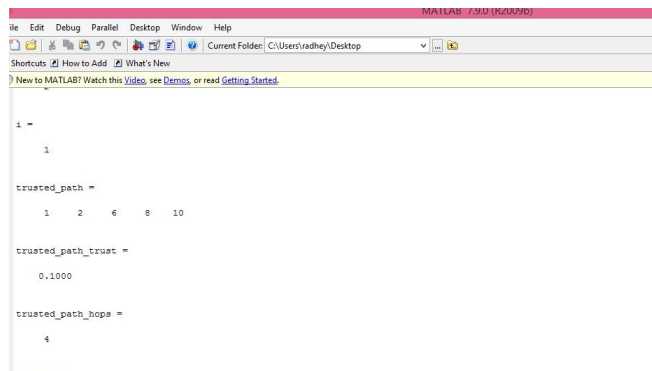 MATLAB 7.9.0 (R2009b)
ile Edit Debug Parallel Desktop Window Help
Current Folder: C:\Users\radhey\Desktop
Shortcuts How to Add What's New
New to MATLAB? Watch this Video, see Demos, or read Getting Started.
i =
1
trusted_path =
1 2 6 8 10
trusted_path_trust =
0.1000
trusted_path_hops =
4